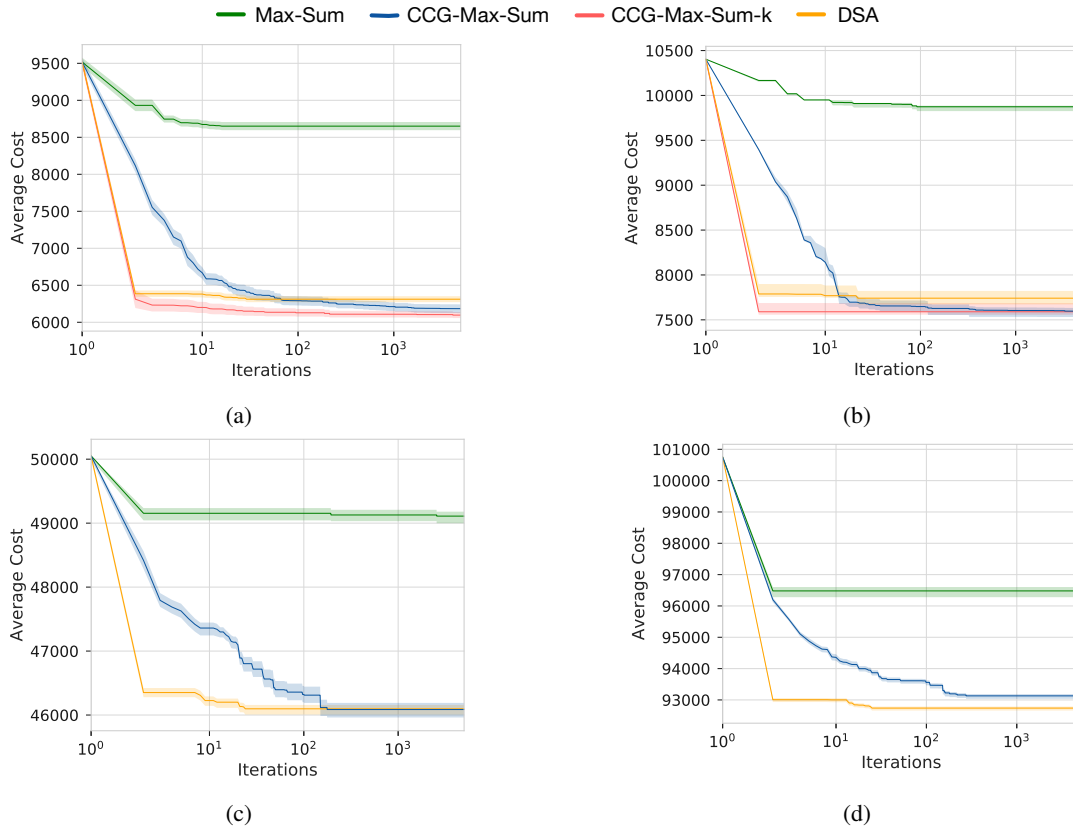 Max-Sum CCG-Max-Sum CCG-Max-Sum-k DSA
9500
9000
8500
8000
7500
7000
6500
6000
Average Cost
10^0 10^1 10^2 10^3
Iterations
(a)
10500
10000
9500
9000
8500
8000
7500
Average Cost
10^0 10^1 10^2 10^3
Iterations
(b)
50000
49000
48000
47000
46000
Average Cost
10^0 10^1 10^2 10^3
Iterations
(c)
101000
100000
99000
98000
97000
96000
95000
94000
93000
Average Cost
10^0 10^1 10^2 10^3
Iterations
(d)